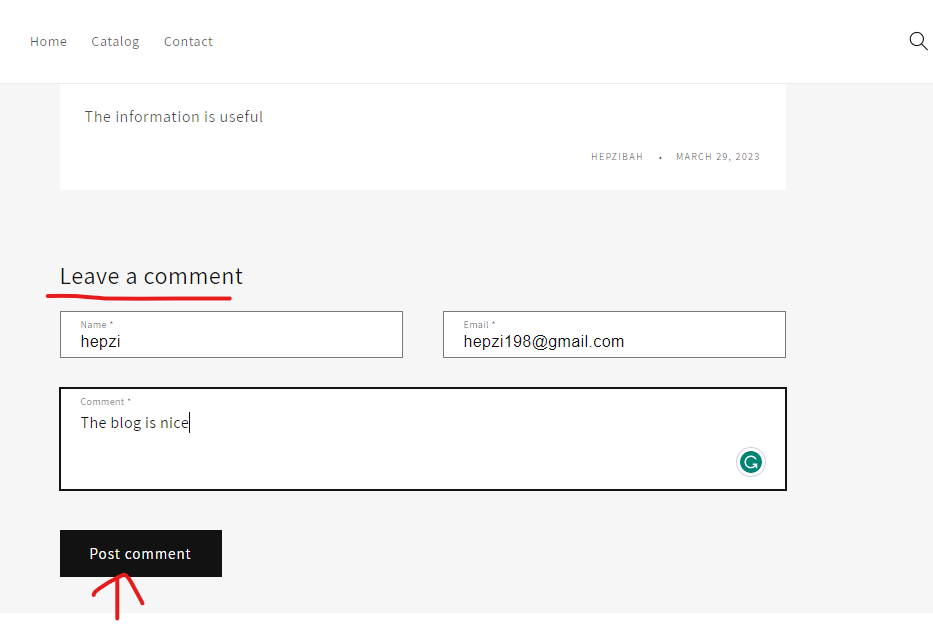 Home Catalog Contact
The information is useful
HEPZIBAH • MARCH 29, 2023
Leave a comment
Name * Email *
hepzi hepzi198@gmail.com
Comment *
The blog is nice
G
Post comment